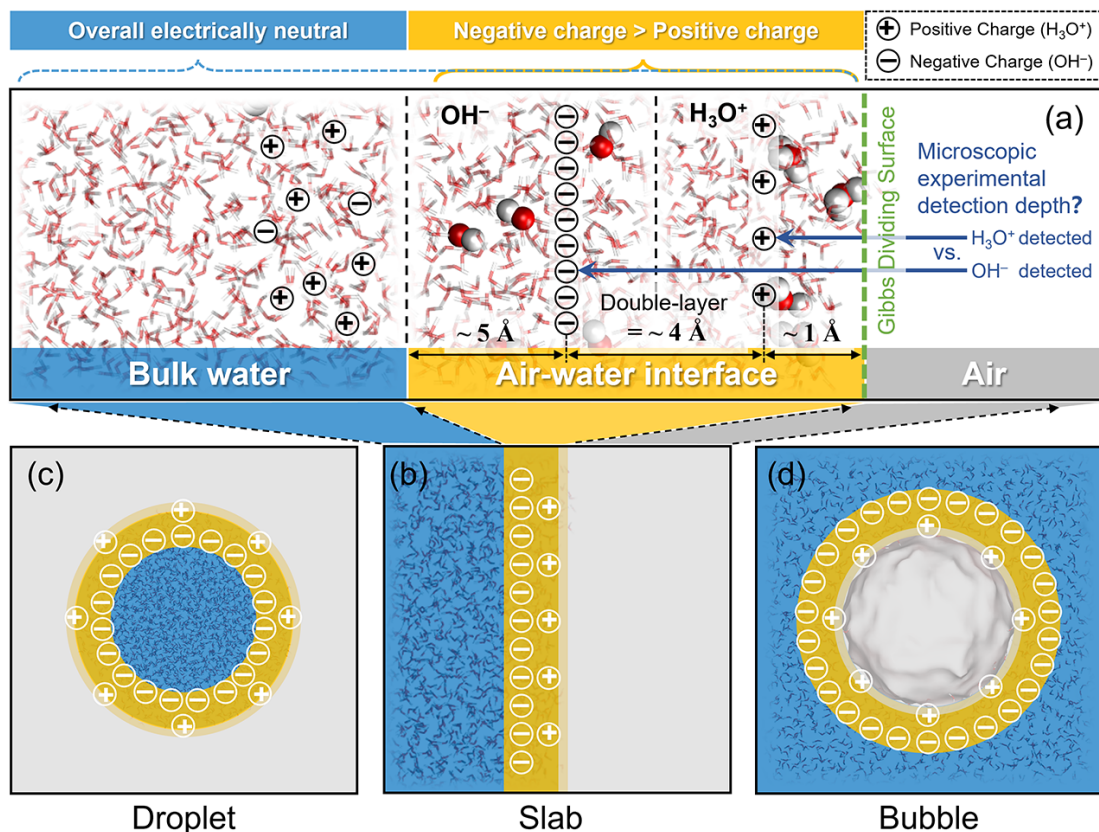 Overall electrically neutral
Negative charge > Positive charge
⊕ Positive Charge (H₃O⁺)
⊖ Negative Charge (OH⁻)
(a)
OH⁻
H₃O⁺
Gibbs Dividing Surface
Microscopic
experimental
detection depth?
H₃O⁺ detected
vs.
OH⁻ detected
Double-layer
~ 5 Å
= ~ 4 Å
~ 1 Å
Bulk water
Air-water interface
Air
(c)
(b)
(d)
Droplet
Slab
Bubble